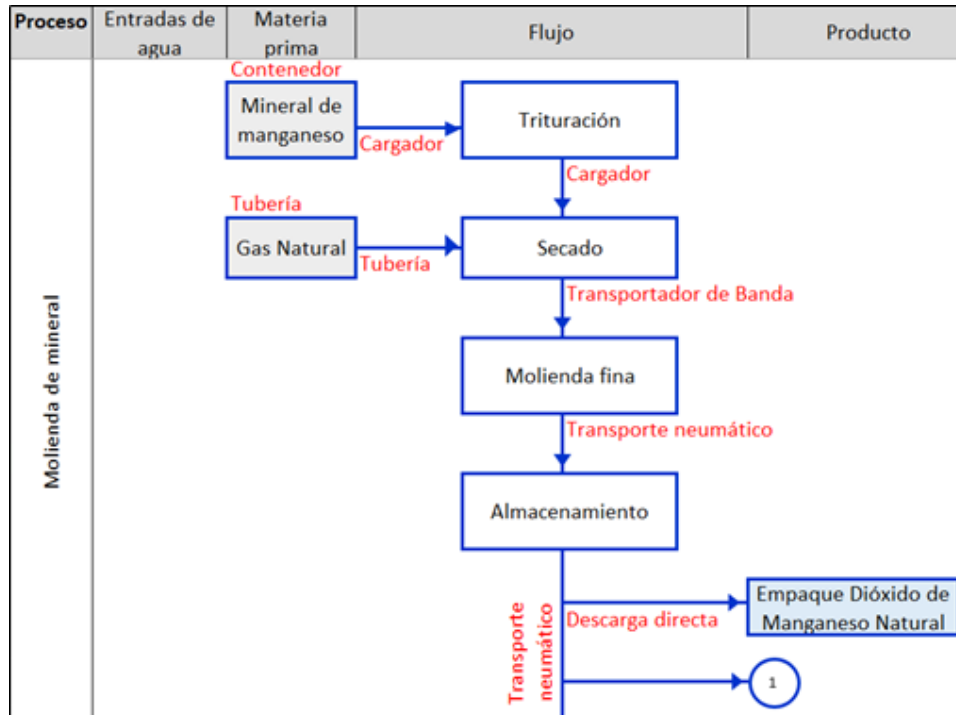 Proceso
Entradas de
agua
Materia
prima
Flujo
Producto
Molienda de mineral
Contenedor
Mineral de
manganeso
Cargador
Trituración
Cargador
Tubería
Gas Natural
Tubería
Secado
Transportador de Banda
Molienda fina
Transporte neumático
Almacenamiento
Transporte
neumático
Descarga directa
Empaque Dióxido de
Manganeso Natural
1